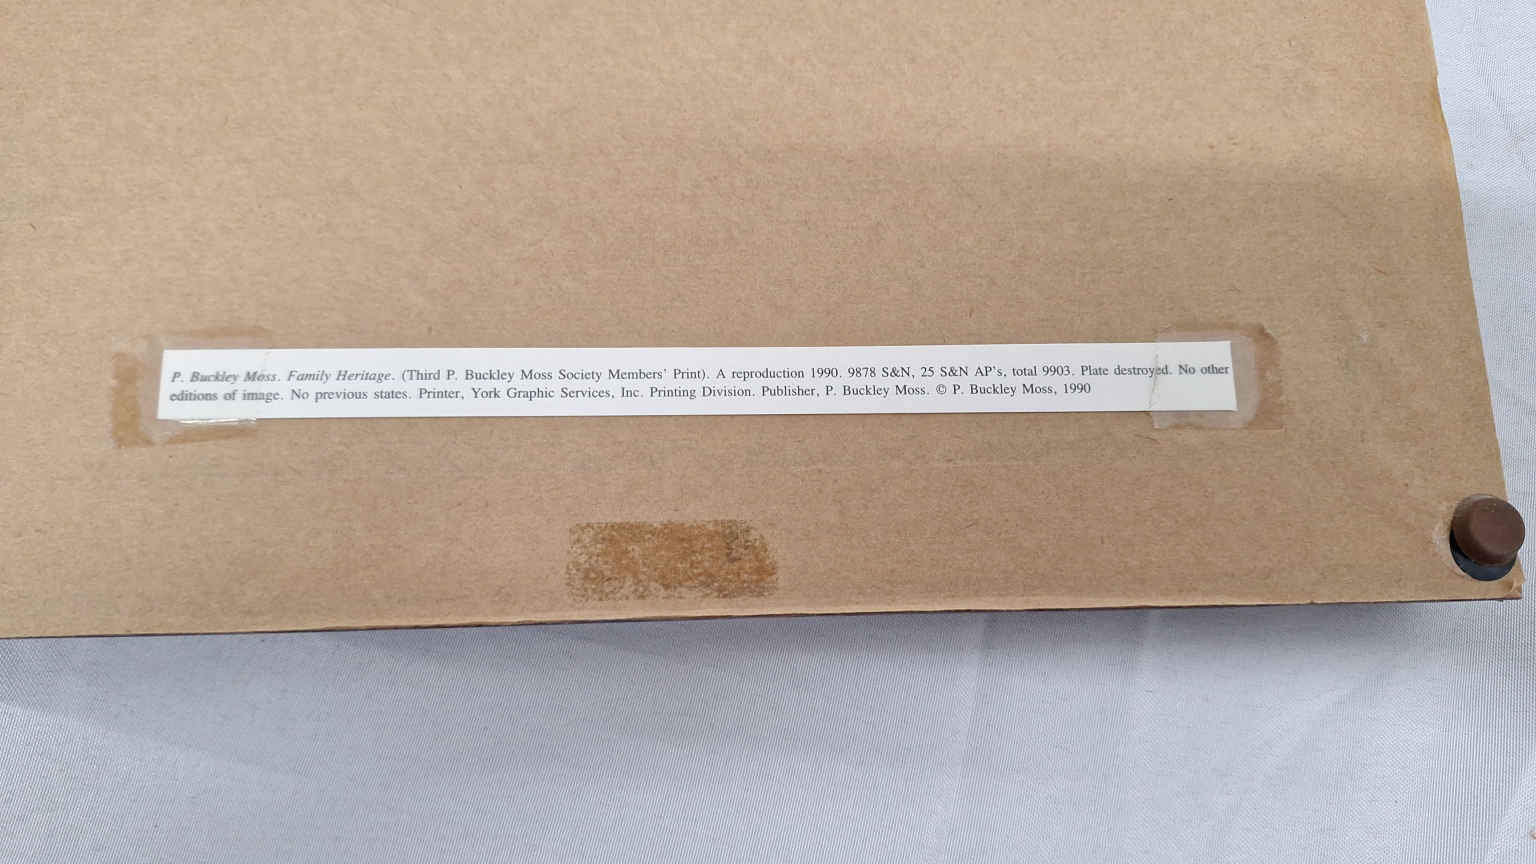 P. Buckley Moss. Family Heritage. (Third P. Buckley Moss Society Members' Print). A reproduction 1990. 9878 S&N, 25 S&N AP's, total 9903. Plate destroyed. No other
editions of image. No previous states. Printer, York Graphic Services, Inc. Printing Division. Publisher, P. Buckley Moss. © P. Buckley Moss, 1990